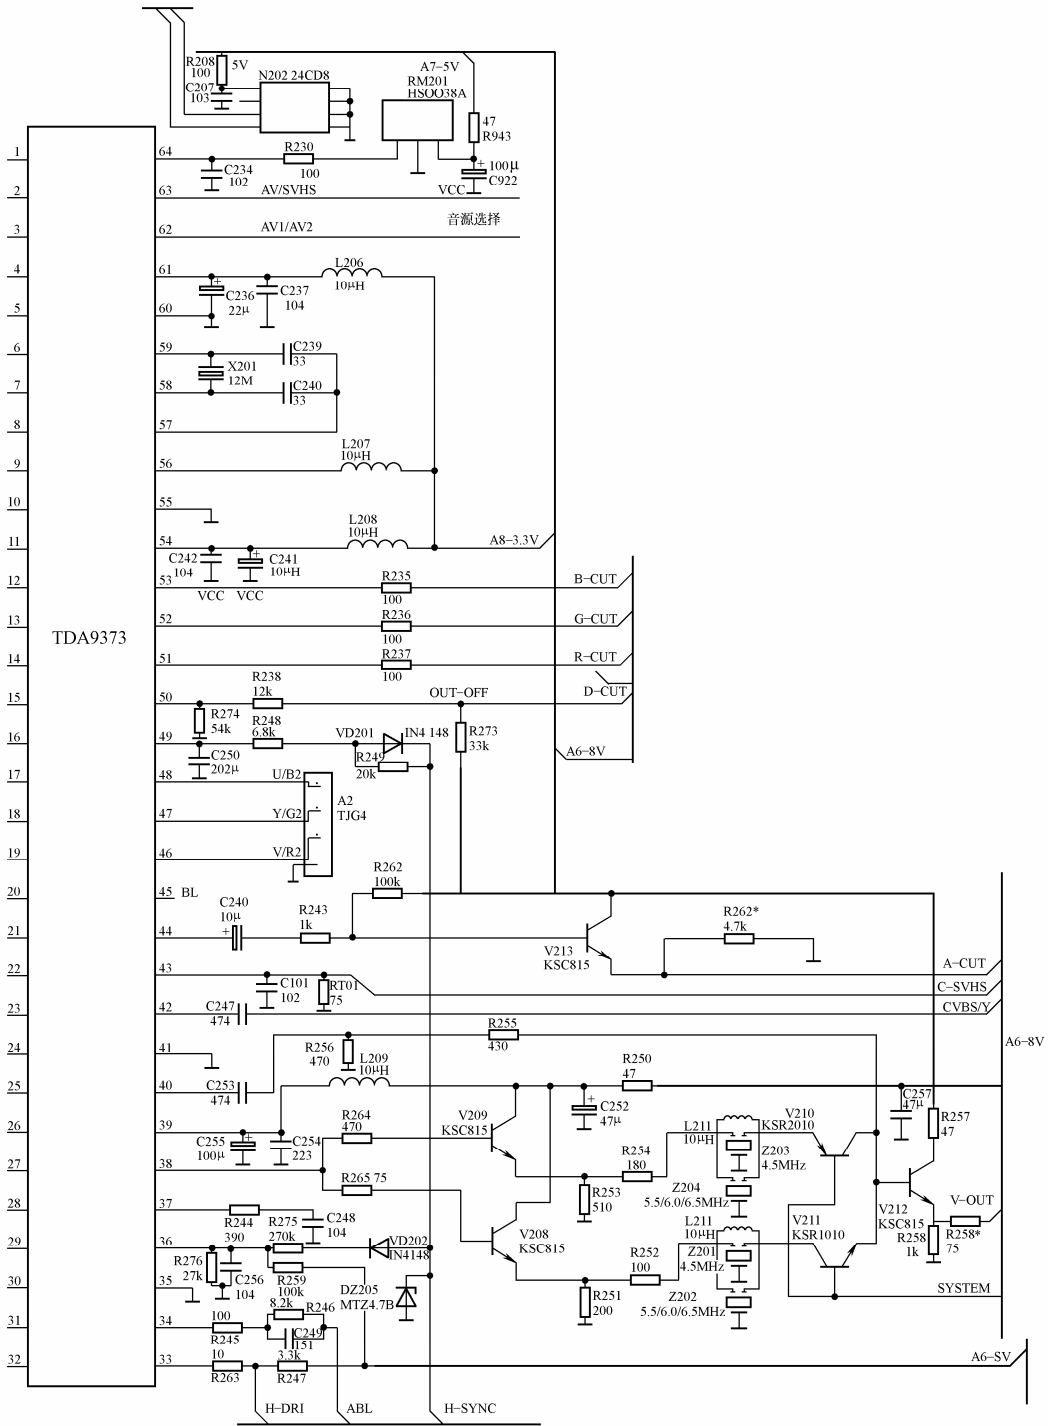 R208
100
5V
C207
103
N202 24CD8
A7-5V
RM201
HSOO38A
47
R943
1
64
R230
100
C234
102
100μ
C922
2
63
AV/SVHS
VCC
音源选择
3
62
AV1/AV2
4
61
L206
10μH
C236
22μ
C237
104
5
60
6
59
C239
33
X201
12M
7
58
C240
33
8
57
9
56
L207
10μH
10
55
11
54
L208
10μH
A8-3.3V
C242
104
C241
10μH
VCC
VCC
12
53
R235
100
B-CUT
13
52
R236
100
G-CUT
TDA9373
14
51
R237
100
R-CUT
D-CUT
15
50
R238
12k
OUT-OFF
R274
54k
R273
33k
16
49
R248
6.8k
VD201
IN4 148
R249
20k
C250
202μ
A6-8V
17
48
U/B2
A2
TJG4
18
47
Y/G2
19
46
V/R2
20
45
BL
R262
100k
21
44
C240
10μ
R243
1k
V213
KSC815
R262*
4.7k
A-CUT
22
43
C101
102
RT01
75
C-SVHS
23
42
C247
474
CVBS/Y
R255
430
A6-8V
24
41
R256
470
L209
10μH
25
40
C253
474
R250
47
C252
47μ
C257
47μ
26
39
C255
100μ
C254
223
R264
470
V209
KSC815
L211
10μH
V210
KSR2010
R257
47
27
38
R254
180
Z203
4.5MHz
R265 75
R253
510
Z204
5.5/6.0/6.5MHz
V212
KSC815
V-OUT
28
37
R244
390
R275
270k
C248
104
V208
KSC815
L211
10μH
V211
KSR1010
R258
1k
R258*
75
29
36
R276
27k
C256
104
R259
100k
VD202
IN4148
R252
100
Z201
4.5MHz
30
35
DZ205
MTZ4.7B
R251
200
Z202
5.5/6.0/6.5MHz
SYSTEM
31
34
100
R245
8.2k
R246
C249
151
32
33
10
R263
3.3k
R247
A6-SV
H-DRI
ABL
H-SYNC